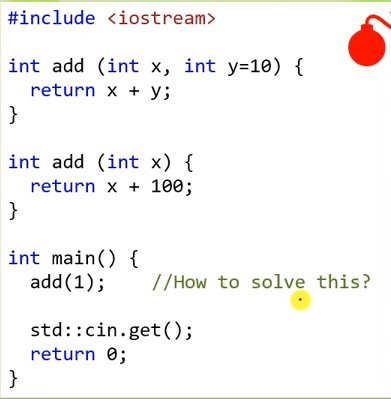 #include <iostream>
int add (int x, int y=10) {
  return x + y;
}
int add (int x) {
  return x + 100;
}
int main() {
  add(1);    //How to solve this?
  std::cin.get();
  return 0;
}